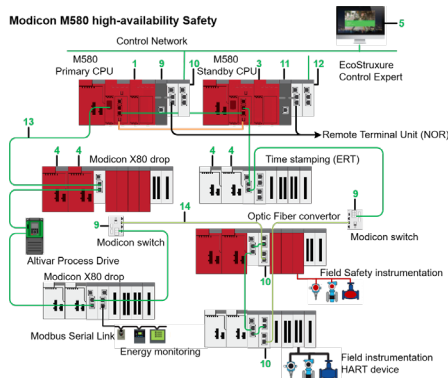 Modicon M580 high-availability Safety
Control Network
5
M580
Primary CPU
1
9
10
M580
Standby CPU
3
11
12
EcoStruxure
Control Expert
13
Remote Terminal Unit (NOR)
4
4
Modicon X80 drop
4
4
Time stamping (ERT)
14
9
9
Optic Fiber convertor
Modicon switch
Modicon switch
Altivar Process Drive
10
Field Safety instrumentation
Modicon X80 drop
Modbus Serial Link
Energy monitoring
10
Field instrumentation
HART device